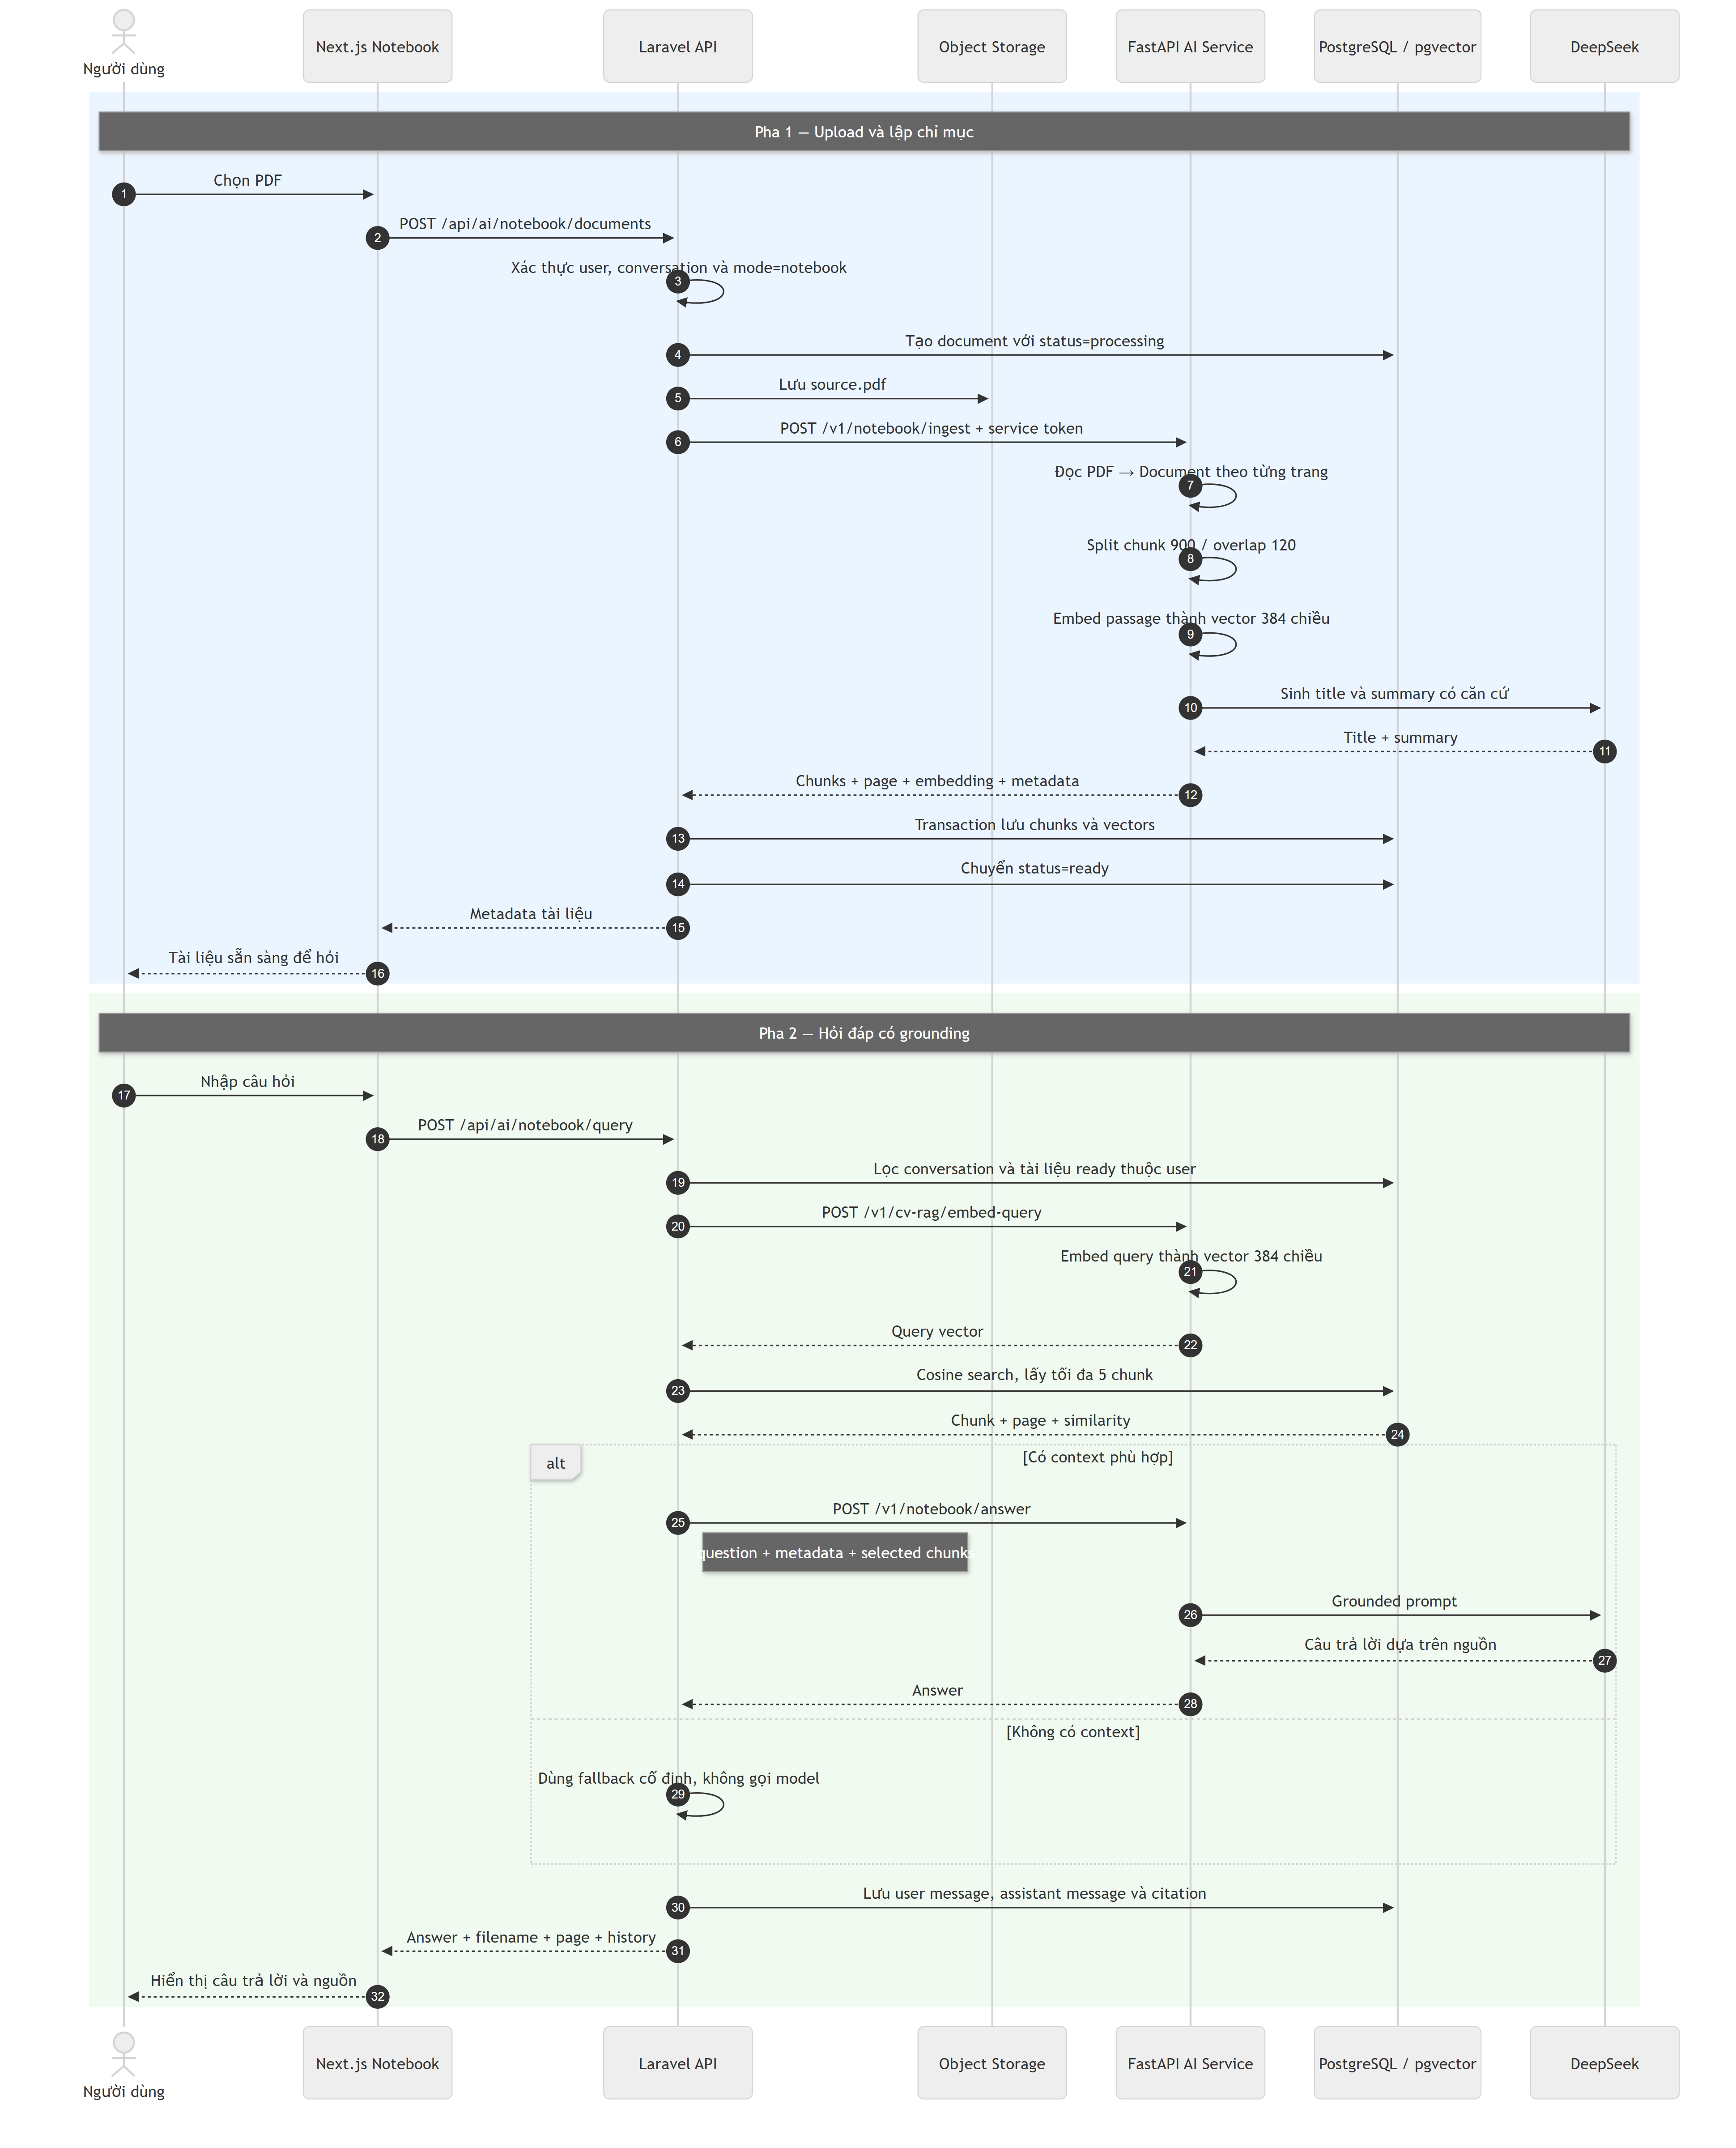 Người dùng
Next.js Notebook
Laravel API
Object Storage
FastAPI AI Service
PostgreSQL / pgvector
DeepSeek
Pha 1 — Upload và lập chỉ mục
Chọn PDF
1
POST /api/ai/notebook/documents
2
Xác thực user, conversation và mode=notebook
3
Tạo document với status=processing
4
Lưu source.pdf
5
POST /v1/notebook/ingest + service token
6
Đọc PDF → Document theo từng trang
7
Split chunk 900 / overlap 120
8
Embed passage thành vector 384 chiều
9
Sinh title và summary có căn cứ
10
Title + summary
11
Chunks + page + embedding + metadata
12
Transaction lưu chunks và vectors
13
Chuyển status=ready
14
Metadata tài liệu
15
Tài liệu sẵn sàng để hỏi
16
Pha 2 — Hỏi đáp có grounding
Nhập câu hỏi
17
POST /api/ai/notebook/query
18
Lọc conversation và tài liệu ready thuộc user
19
POST /v1/cv-rag/embed-query
20
Embed query thành vector 384 chiều
21
Query vector
22
Cosine search, lấy tối đa 5 chunk
23
Chunk + page + similarity
24
alt
[Có context phù hợp]
POST /v1/notebook/answer
25
question + metadata + selected chunks
Grounded prompt
26
Câu trả lời dựa trên nguồn
27
Answer
28
[Không có context]
Dùng fallback cố định, không gọi model
29
Lưu user message, assistant message và citation
30
Answer + filename + page + history
31
Hiển thị câu trả lời và nguồn
32
Người dùng
Next.js Notebook
Laravel API
Object Storage
FastAPI AI Service
PostgreSQL / pgvector
DeepSeek